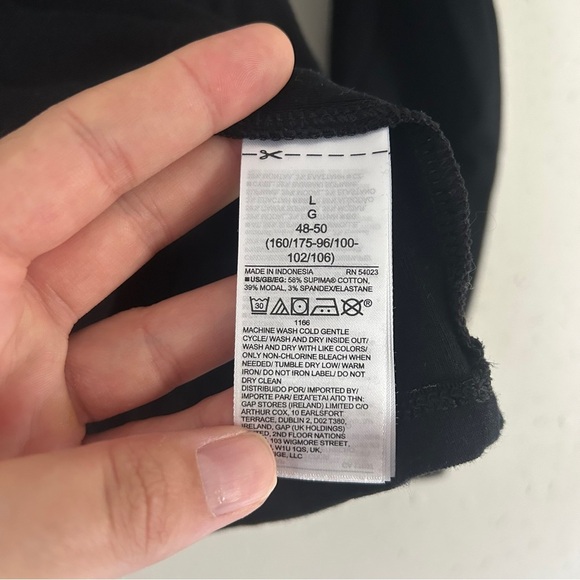 L
G
48-50
(160/175-96/100-
102/106)
MADE IN INDONESIA RN 54023
■US/GB/EG: 58% SUPIMA® COTTON,
39% MODAL, 3% SPANDEX/ELASTANE
30 ®
1166
MACHINE WASH COLD GENTLE
CYCLE/ WASH AND DRY INSIDE OUT/
WASH AND DRY WITH LIKE COLORS/
ONLY NON-CHLORINE BLEACH WHEN
NEEDED/ TUMBLE DRY LOW/ WARM
IRON/ DO NOT IRON LABEL/ DO NOT
DRY CLEAN
DISTRIBUIDO POR/ IMPORTED BY/
IMPORTE PAR/ ΕΙΣΑΓΕΤΑΙ ΑΠΟ ΤΗΝ:
GAP STORES (IRELAND) LIMITED C/O
ARTHUR COX, 10 EARLSFORT
TERRACE, DUBLIN 2, D02 T380,
IRELAND, GAP (UK HOLDINGS)
2ND FLOOR NATIONS
103 WIGMORE STREET,
W1U 1QS, UK.
LLC